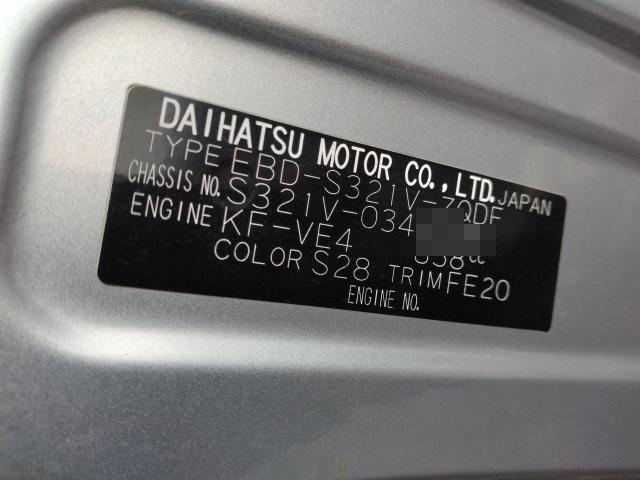 DAIHATSU MOTOR CO., LTD. JAPAN
TYPE EBD-S321V-ZQDF
CHASSIS NO. S321V-034
ENGINE KF-VE4 658cc
COLOR S28 TRIM FE20
ENGINE NO.